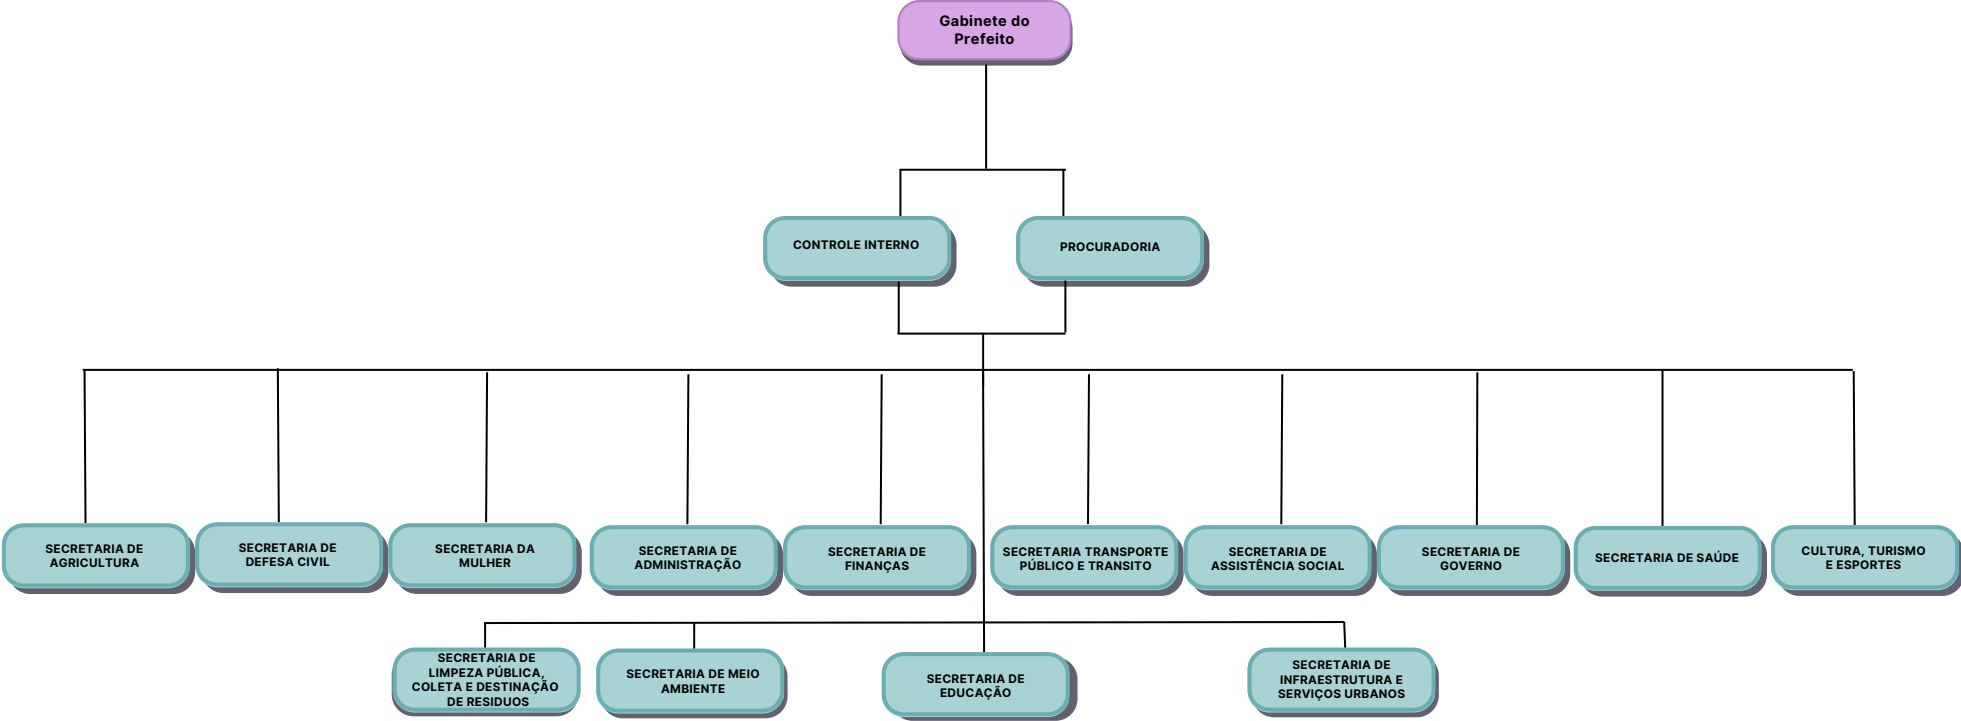 Gabinete do
Prefeito
CONTROLE INTERNO
PROCURADORIA
SECRETARIA DE
AGRICULTURA
SECRETARIA DE
DEFESA CIVIL
SECRETARIA DA
MULHER
SECRETARIA DE
ADMINISTRAÇÃO
SECRETARIA DE
FINANÇAS
SECRETARIA TRANSPORTE
PÚBLICO E TRANSITO
SECRETARIA DE
ASSISTÊNCIA SOCIAL
SECRETARIA DE
GOVERNO
SECRETARIA DE SAÚDE
CULTURA, TURISMO
E ESPORTES
SECRETARIA DE
LIMPEZA PÚBLICA,
COLETA E DESTINAÇÃO
DE RESIDUOS
SECRETARIA DE MEIO
AMBIENTE
SECRETARIA DE
EDUCAÇÃO
SECRETARIA DE
INFRAESTRUTURA E
SERVIÇOS URBANOS